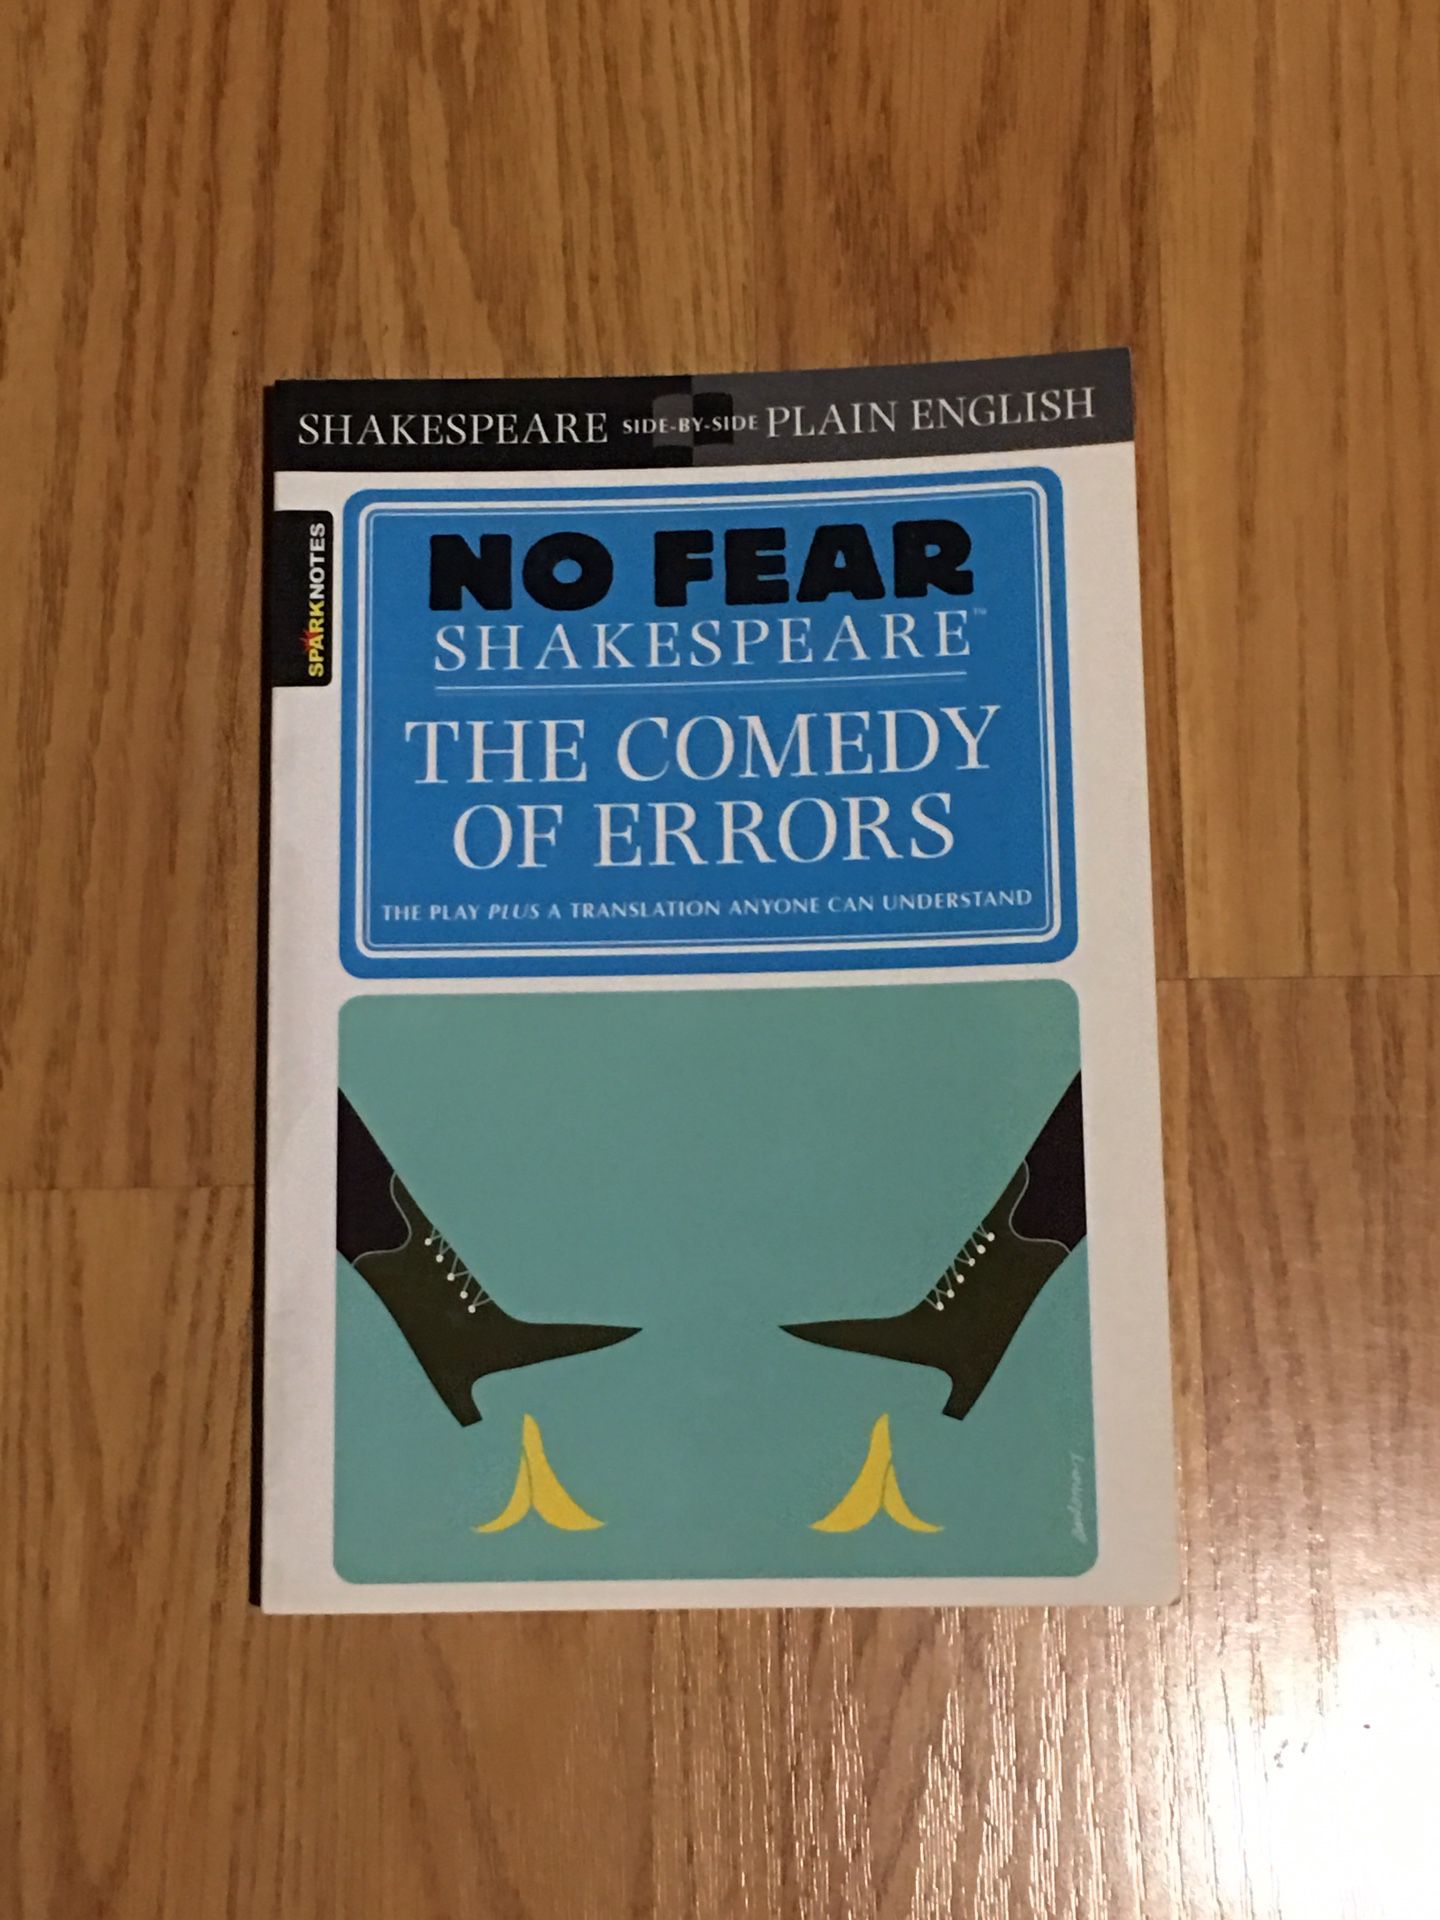 SHAKESPEARE SIDE-BY-SIDE PLAIN ENGLISH
SPARKNOTES
NO FEAR
SHAKESPEARE™
THE COMEDY
OF ERRORS
THE PLAY PLUS A TRANSLATION ANYONE CAN UNDERSTAND